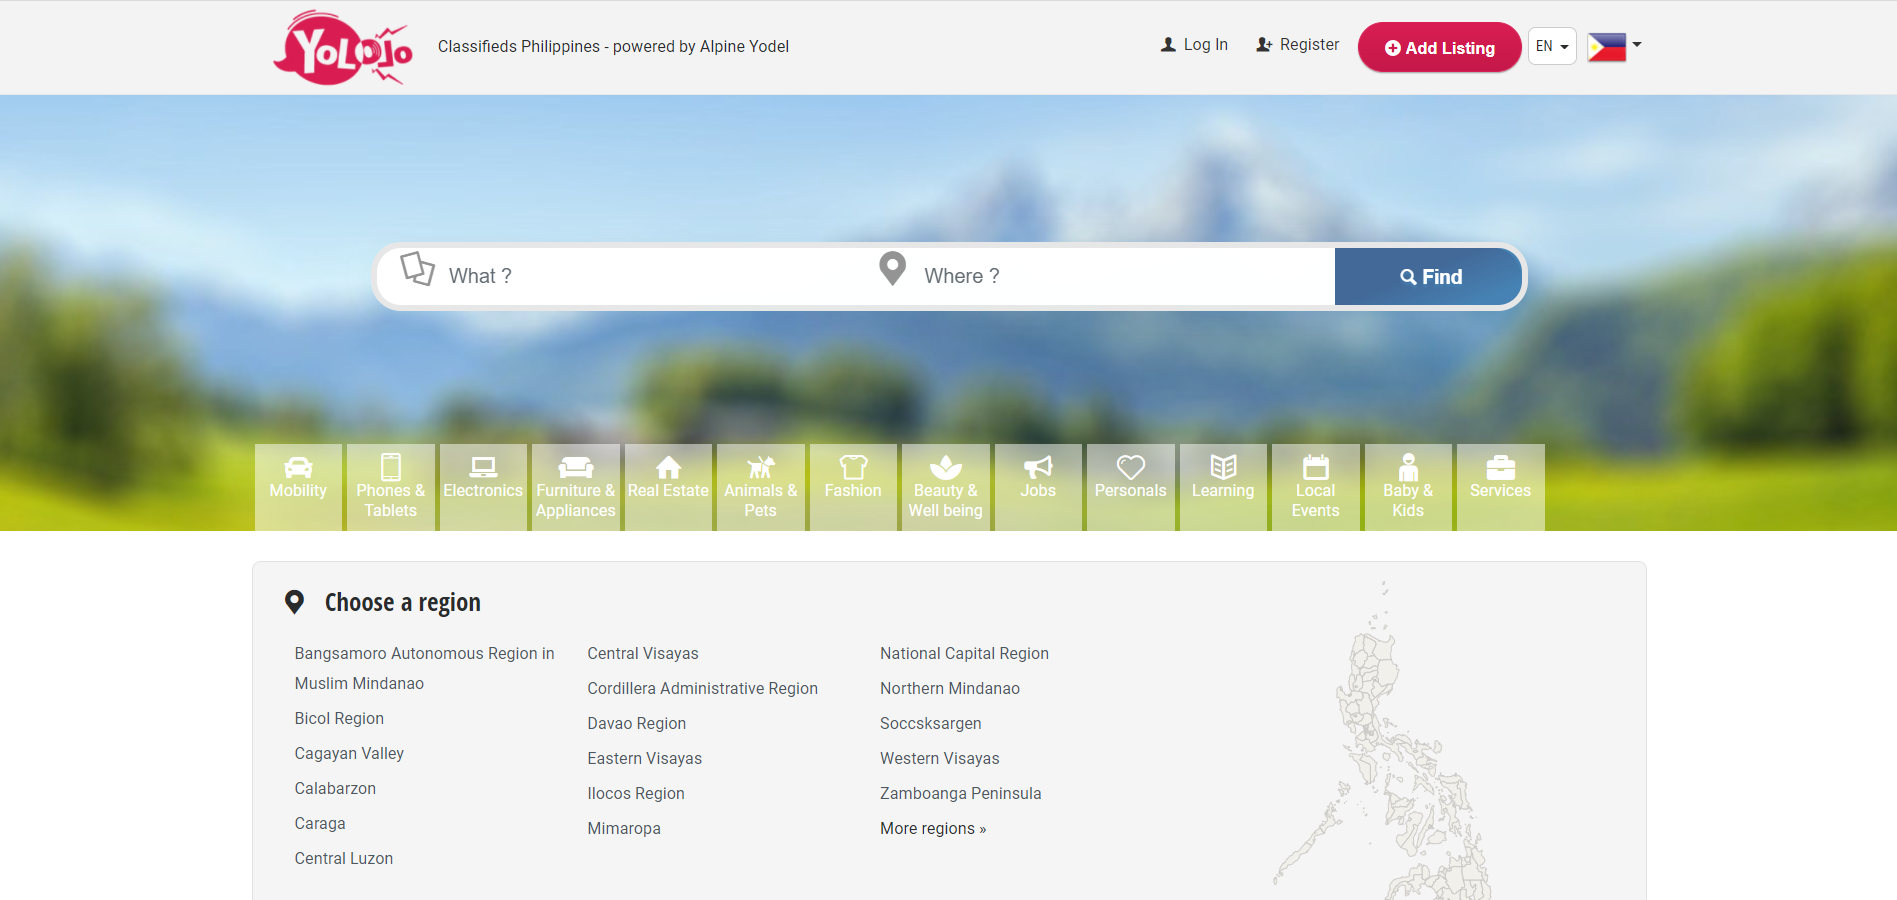 YoLoJo
Classifieds Philippines - powered by Alpine Yodel
Log In
Register
Add Listing
EN
What ?
Where ?
Find
Mobility
Phones &
Tablets
Electronics
Furniture &
Appliances
Real Estate
Animals &
Pets
Fashion
Beauty &
Well being
Jobs
Personals
Learning
Local
Events
Baby &
Kids
Services
Choose a region
Bangsamoro Autonomous Region in
Muslim Mindanao
Bicol Region
Cagayan Valley
Calabarzon
Caraga
Central Luzon
Central Visayas
Cordillera Administrative Region
Davao Region
Eastern Visayas
Ilocos Region
Mimaropa
National Capital Region
Northern Mindanao
Soccsksargen
Western Visayas
Zamboanga Peninsula
More regions »